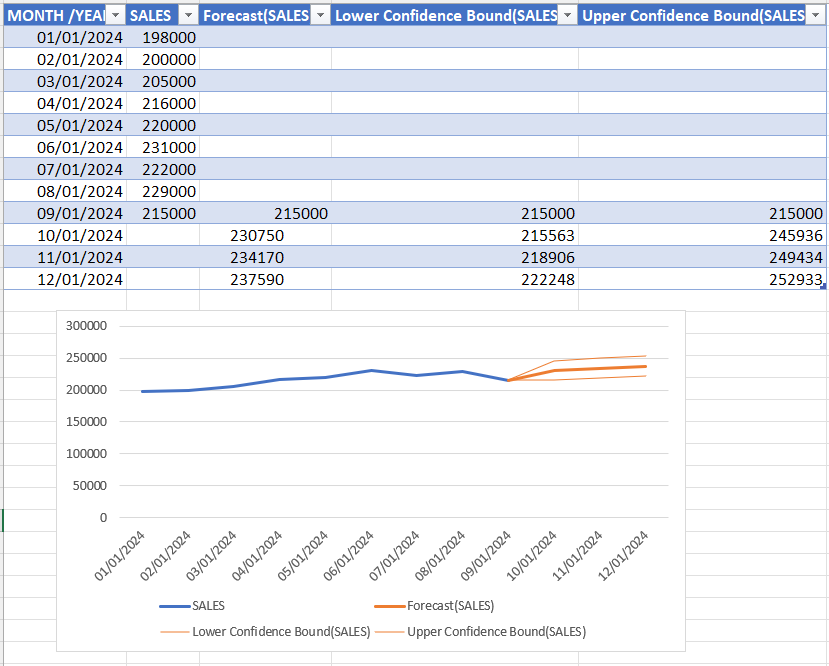 MONTH /YEAR SALES Forecast(SALES Lower Confidence Bound(SALES Upper Confidence Bound(SALES
01/01/2024 198000
02/01/2024 200000
03/01/2024 205000
04/01/2024 216000
05/01/2024 220000
06/01/2024 231000
07/01/2024 222000
08/01/2024 229000
09/01/2024 215000 215000 215000 215000
10/01/2024 230750 215563 245936
11/01/2024 234170 218906 249434
12/01/2024 237590 222248 252933
300000
250000
200000
150000
100000
50000
0
01/01/2024 02/01/2024 03/01/2024 04/01/2024 05/01/2024 06/01/2024 07/01/2024 08/01/2024 09/01/2024 10/01/2024 11/01/2024 12/01/2024
SALES Forecast(SALES)
Lower Confidence Bound(SALES) Upper Confidence Bound(SALES)